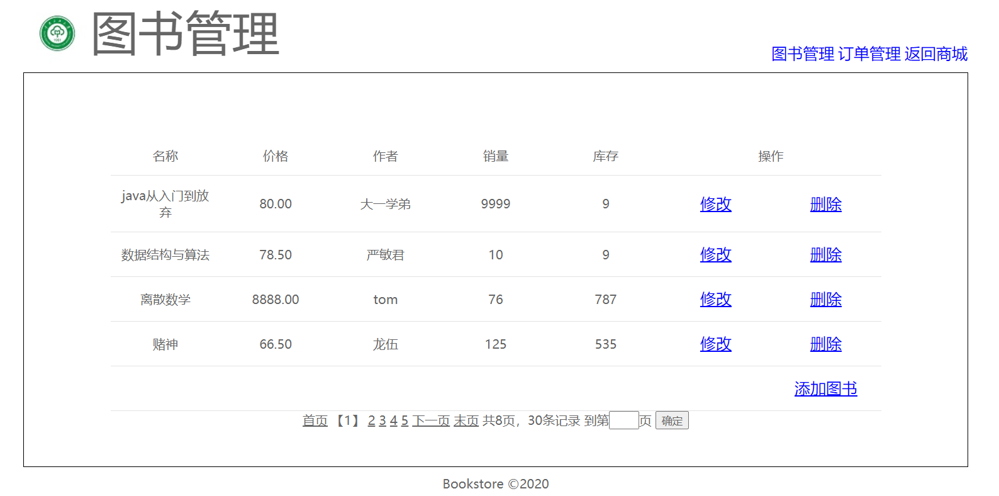 图书管理
图书管理 订单管理 返回商城
名称 价格 作者 销量 库存 操作
java从入门到放
弃 80.00 大一学弟 9999 9 修改 删除
数据结构与算法 78.50 严敏君 10 9 修改 删除
离散数学 8888.00 tom 76 787 修改 删除
赌神 66.50 龙伍 125 535 修改 删除
添加图书
首页 【1】 2 3 4 5 下一页 末页 共8页，30条记录 到第 页 确定
Bookstore ©2020